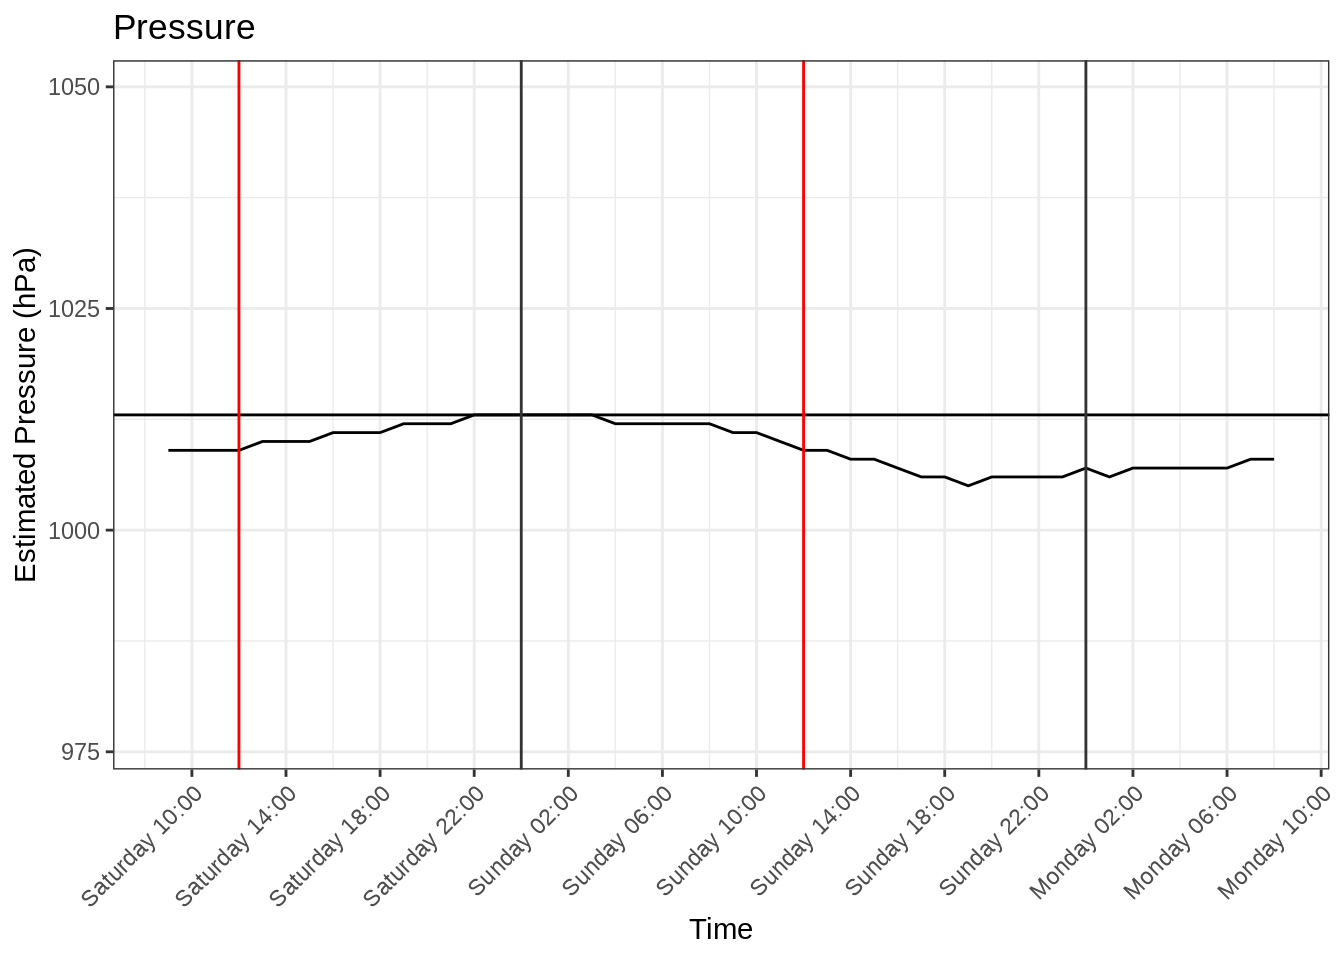 Pressure
Estimated Pressure (hPa)
1050
1025
1000
975
Saturday 10:00
Saturday 14:00
Saturday 18:00
Saturday 22:00
Sunday 02:00
Sunday 06:00
Sunday 10:00
Sunday 14:00
Sunday 18:00
Sunday 22:00
Monday 02:00
Monday 06:00
Monday 10:00
Time